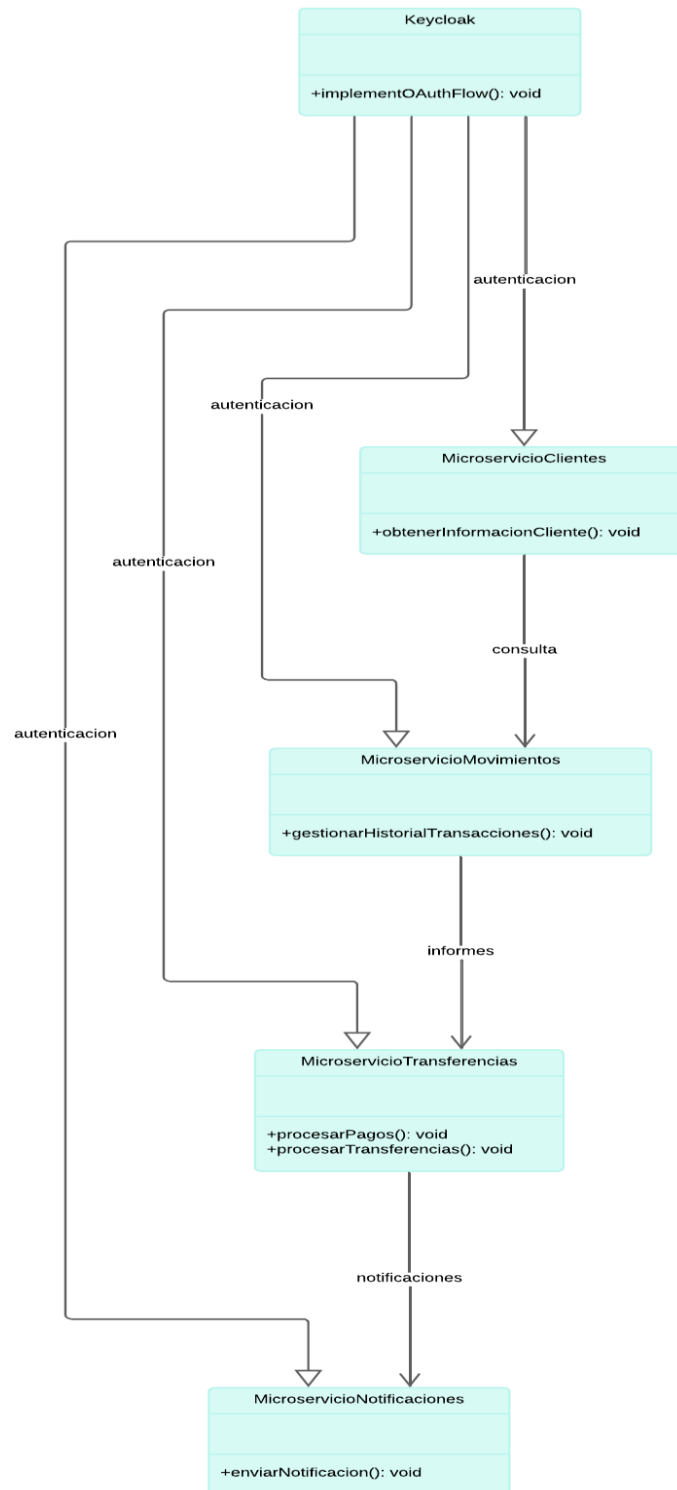 Keycloak
+implementOAuthFlow(): void
autenticacion
autenticacion
MicroservicioClientes
+obtenerInformacionCliente(): void
autenticacion
consulta
autenticacion
MicroservicioMovimientos
+gestionarHistorialTransacciones(): void
informes
MicroservicioTransferencias
+procesarPagos(): void
+procesarTransferencias(): void
notificaciones
MicroservicioNotificaciones
+enviarNotificacion(): void